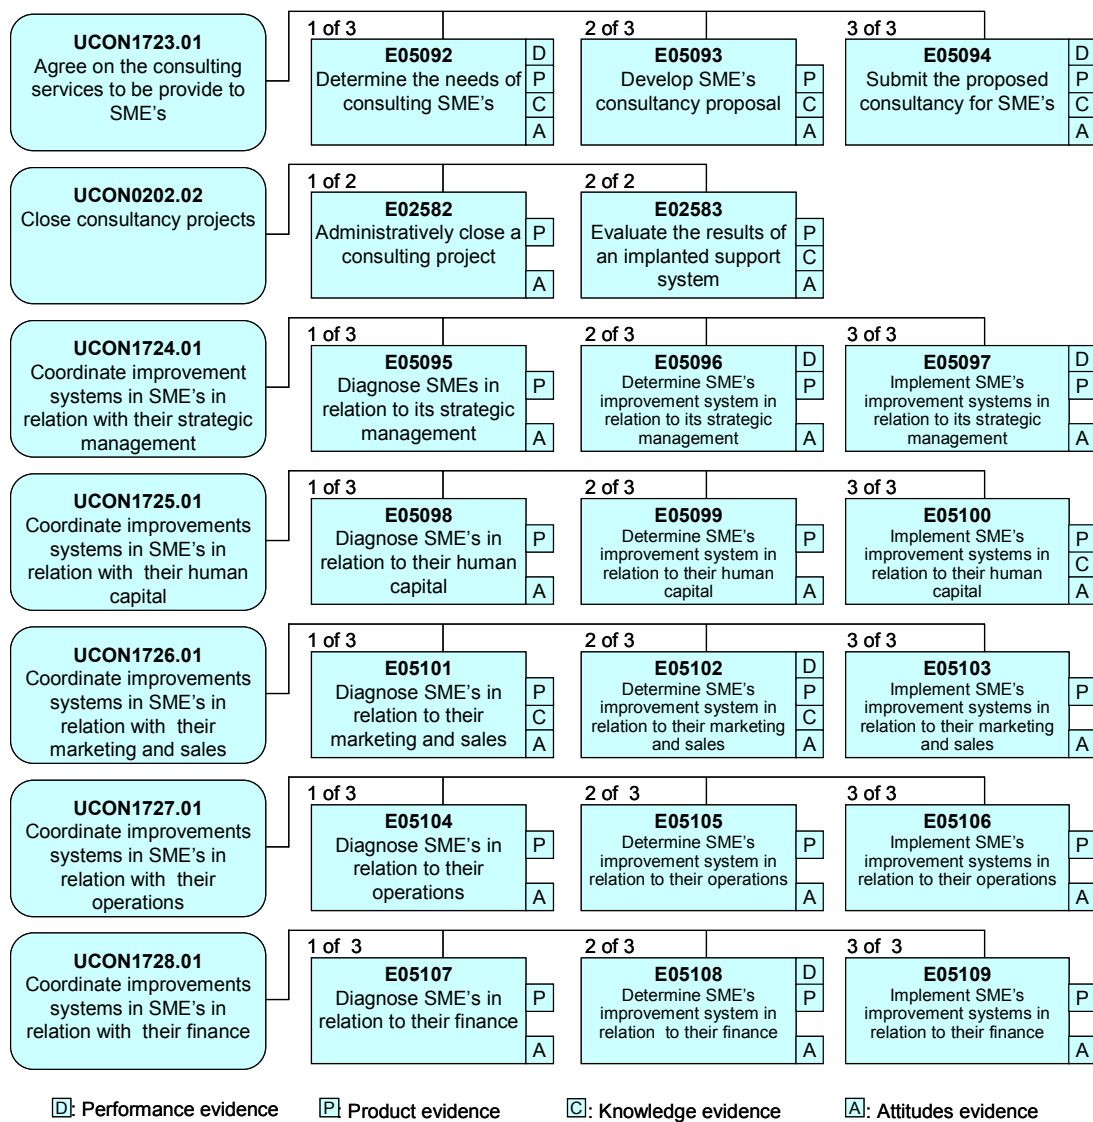 UCON1723.01
Agree on the consulting
services to be provide to
SME's
1 of 3
E05092
Determine the needs of
consulting SME's
D
P
C
A
2 of 3
E05093
Develop SME's
consultancy proposal
P
C
A
3 of 3
E05094
Submit the proposed
consultancy for SME's
D
P
C
A
UCON0202.02
Close consultancy projects
1 of 2
E02582
Administratively close a
consulting project
P
A
2 of 2
E02583
Evaluate the results of
an implanted support
system
P
C
A
UCON1724.01
Coordinate improvement
systems in SME's in
relation with their strategic
management
1 of 3
E05095
Diagnose SMEs in
relation to its strategic
management
P
A
2 of 3
E05096
Determine SME's
improvement system in
relation to its strategic
management
D
P
A
3 of 3
E05097
Implement SME's
improvement systems in
relation to its strategic
management
D
P
A
UCON1725.01
Coordinate improvements
systems in SME's in
relation with their human
capital
1 of 3
E05098
Diagnose SME's in
relation to their human
capital
P
A
2 of 3
E05099
Determine SME's
improvement system in
relation to their human
capital
P
A
3 of 3
E05100
Implement SME's
improvement systems in
relation to their human
capital
P
C
A
UCON1726.01
Coordinate improvements
systems in SME's in
relation with their
marketing and sales
1 of 3
E05101
Diagnose SME's in
relation to their
marketing and sales
P
C
A
2 of 3
E05102
Determine SME's
improvement system in
relation to their marketing
and sales
D
P
C
A
3 of 3
E05103
Implement SME's
improvement systems in
relation to their marketing
and sales
P
A
UCON1727.01
Coordinate improvements
systems in SME's in
relation with their
operations
1 of 3
E05104
Diagnose SME's in
relation to their
operations
P
A
2 of 3
E05105
Determine SME's
improvement system in
relation to their operations
P
A
3 of 3
E05106
Implement SME's
improvement systems in
relation to their operations
P
A
UCON1728.01
Coordinate improvements
systems in SME's in
relation with their finance
1 of 3
E05107
Diagnose SME's in
relation to their finance
P
A
2 of 3
E05108
Determine SME's
improvement system in
relation to their finance
D
P
A
3 of 3
E05109
Implement SME's
improvement systems in
relation to their finance
P
A
D: Performance evidence
P: Product evidence
C: Knowledge evidence
A: Attitudes evidence